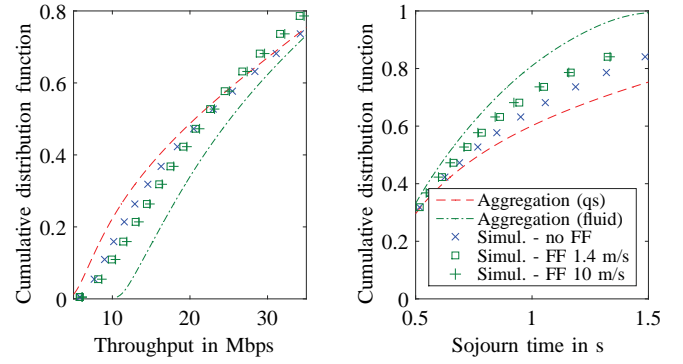 Cumulative distribution function
0.8
0.6
0.4
0.2
0
10
20
30
Throughput in Mbps
Cumulative distribution function
1
0.8
0.6
0.4
0.2
0
0.5
1
1.5
Sojourn time in s
Aggregation (qs)
Aggregation (fluid)
Simul. - no FF
Simul. - FF 1.4 m/s
Simul. - FF 10 m/s